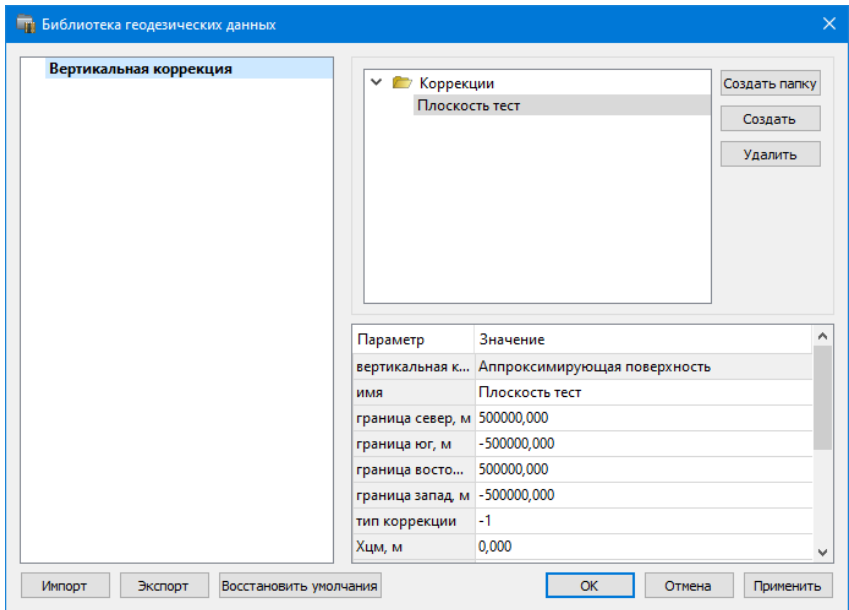 Библиотека геодезических данных
Вертикальная коррекция
Коррекции
Плоскость тест
Создать папку
Создать
Удалить
Параметр Значение
вертикальная к... Аппроксимирующая поверхность
имя Плоскость тест
граница север, м 500000,000
граница юг, м -500000,000
граница восто... 500000,000
граница запад, м -500000,000
тип коррекции -1
Xцм, м 0,000
Импорт Экспорт Восстановить умолчания OK Отмена Применить